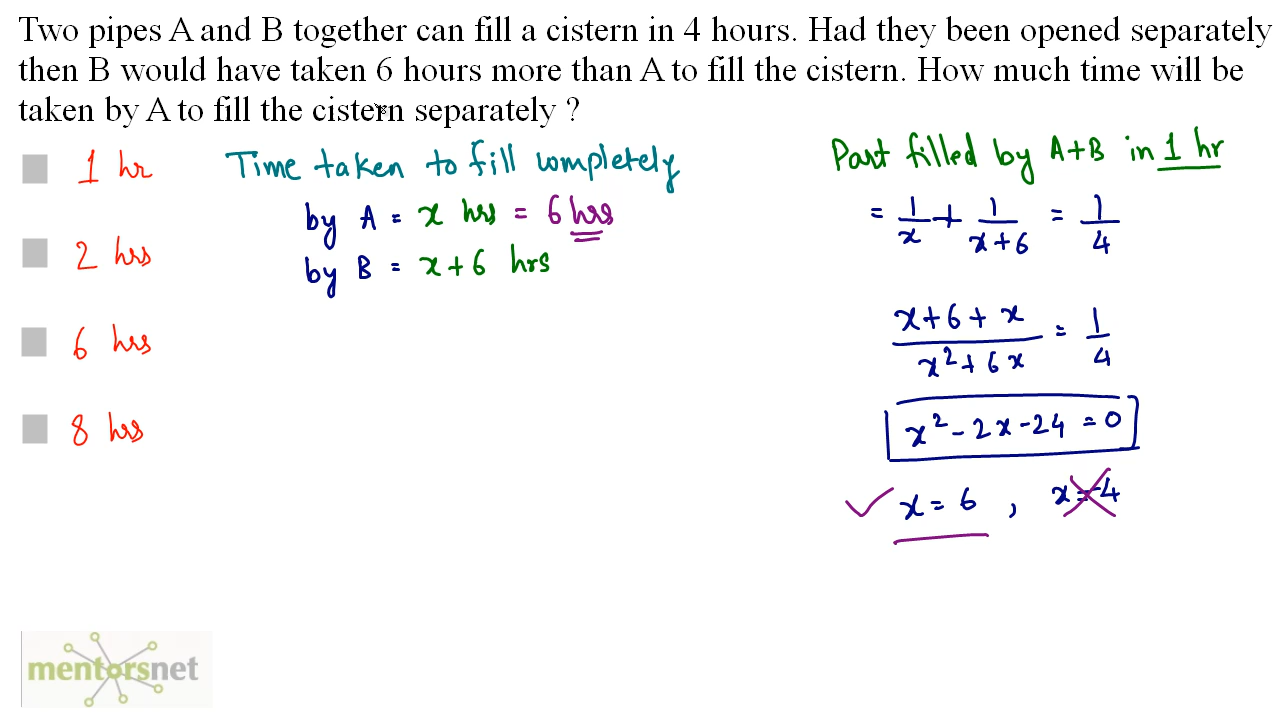 Two pipes A and B together can fill a cistern in 4 hours. Had they been opened separately
then B would have taken 6 hours more than A to fill the cistern. How much time will be
taken by A to fill the cistern separately ?
1 hr
2 hrs
6 hrs
8 hrs
Time taken to fill completely
by A = x hrs = 6 hrs
by B = x+6 hrs
Part filled by A+B in 1 hr
= 1/x + 1/(x+6) = 1/4
(x+6+x)/(x²+6x) = 1/4
x² - 2x - 24 = 0
✓ x = 6 , x = -4
mentorsnet